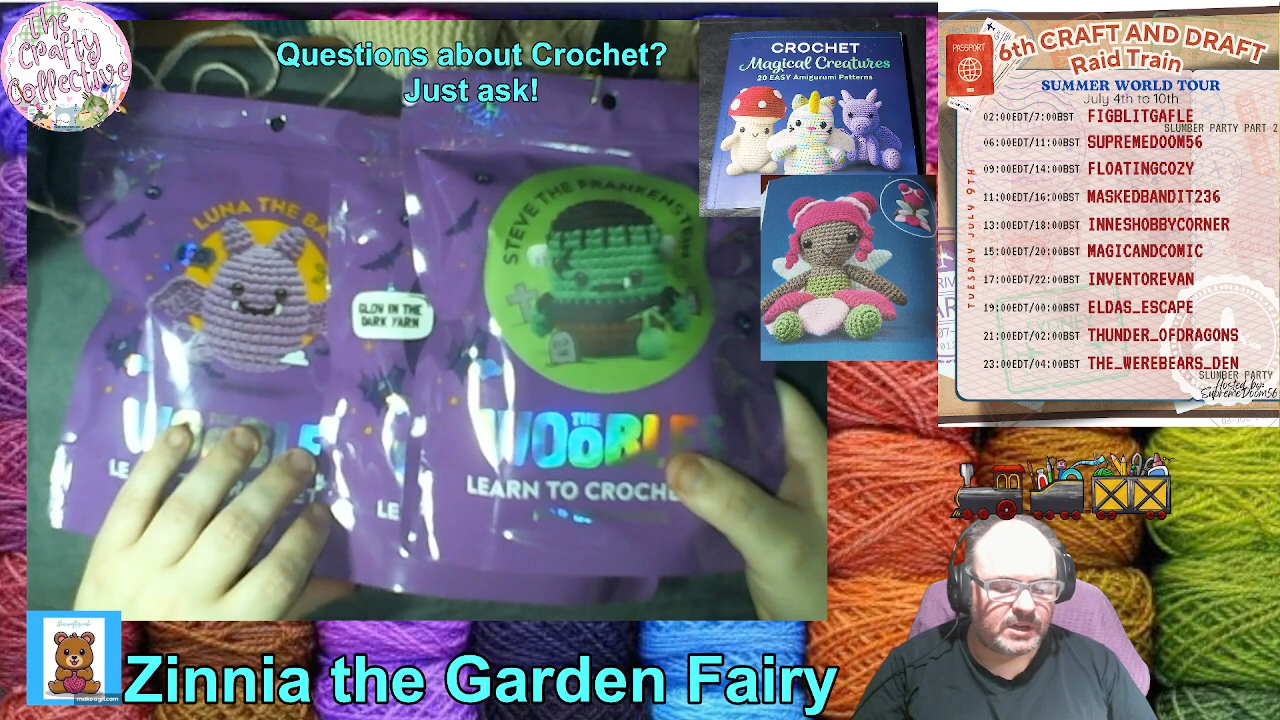 The
Crafty
Collective
Questions about Crochet?
Just ask!
CROCHET
Magical Creatures
20 EASY Amigurumi Patterns
LUNA THE BA
GLOW IN THE
DARK YARN
STEVE THE FRANKENSTEIN
THE
WOOBLES
LEARN TO CROCHE
LE
PASSPORT
6th CRAFT AND DRAFT
Raid Train
SUMMER WORLD TOUR
July 4th to 10th
TUESDAY JULY 9TH
02:00EDT/7:00BST FIGBLITGAFLE
SLUMBER PARTY PART 2
06:00EDT/11:00BST SUPREMEDOOM56
09:00EDT/14:00BST FLOATINGCOZY
11:00EDT/16:00BST MASKEDBANDIT236
13:00EDT/18:00BST INNESHOBBYCORNER
15:00EDT/20:00BST MAGICANDCOMIC
17:00EDT/22:00BST INVENTOREVAN
19:00EDT/00:00BST ELDAS_ESCAPE
21:00EDT/02:00BST THUNDER_OFDRAGONS
23:00EDT/04:00BST THE_WEREBEARS_DEN
SLUMBER PARTY
Hosted by:
SupremeDoom56
makeagif.com
Zinnia the Garden Fairy